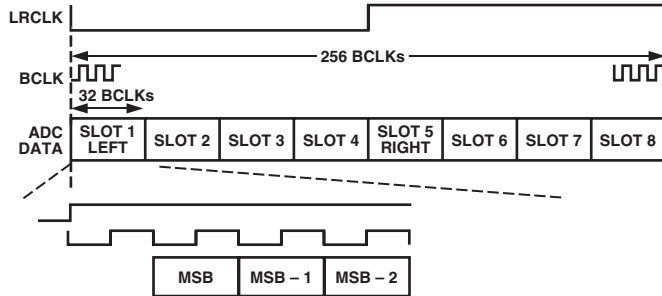 LRCLK
256 BCLKs
BCLK
32 BCLKs
ADC
DATA
SLOT 1
LEFT
SLOT 2
SLOT 3
SLOT 4
SLOT 5
RIGHT
SLOT 6
SLOT 7
SLOT 8
MSB
MSB – 1
MSB – 2